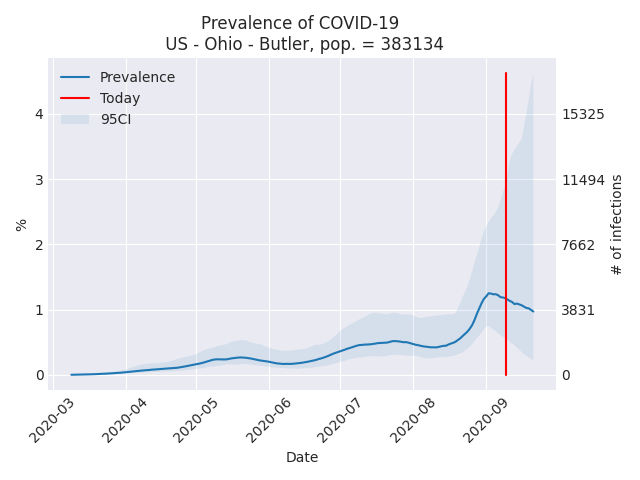 Prevalence of COVID-19
US - Ohio - Butler, pop. = 383134
Prevalence
Today
95CI
4
3
2
1
0
%
15325
11494
7662
3831
0
# of infections
2020-03
2020-04
2020-05
2020-06
2020-07
2020-08
2020-09
Date